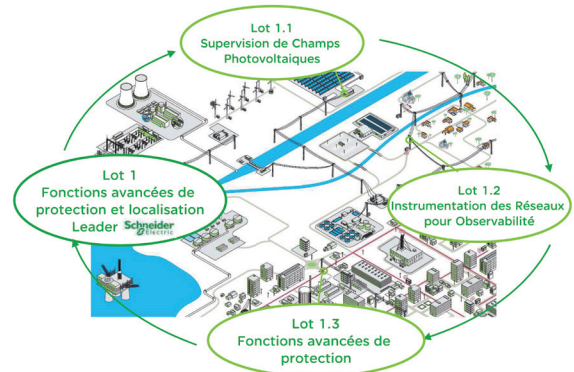 Lot 1.1
Supervision de Champs
Photovoltaiques
Lot 1
Fonctions avancées de
protection et localisation
Leader Schneider
Electric
Lot 1.2
Instrumentation des Réseaux
pour Observabilité
Lot 1.3
Fonctions avancées de
protection